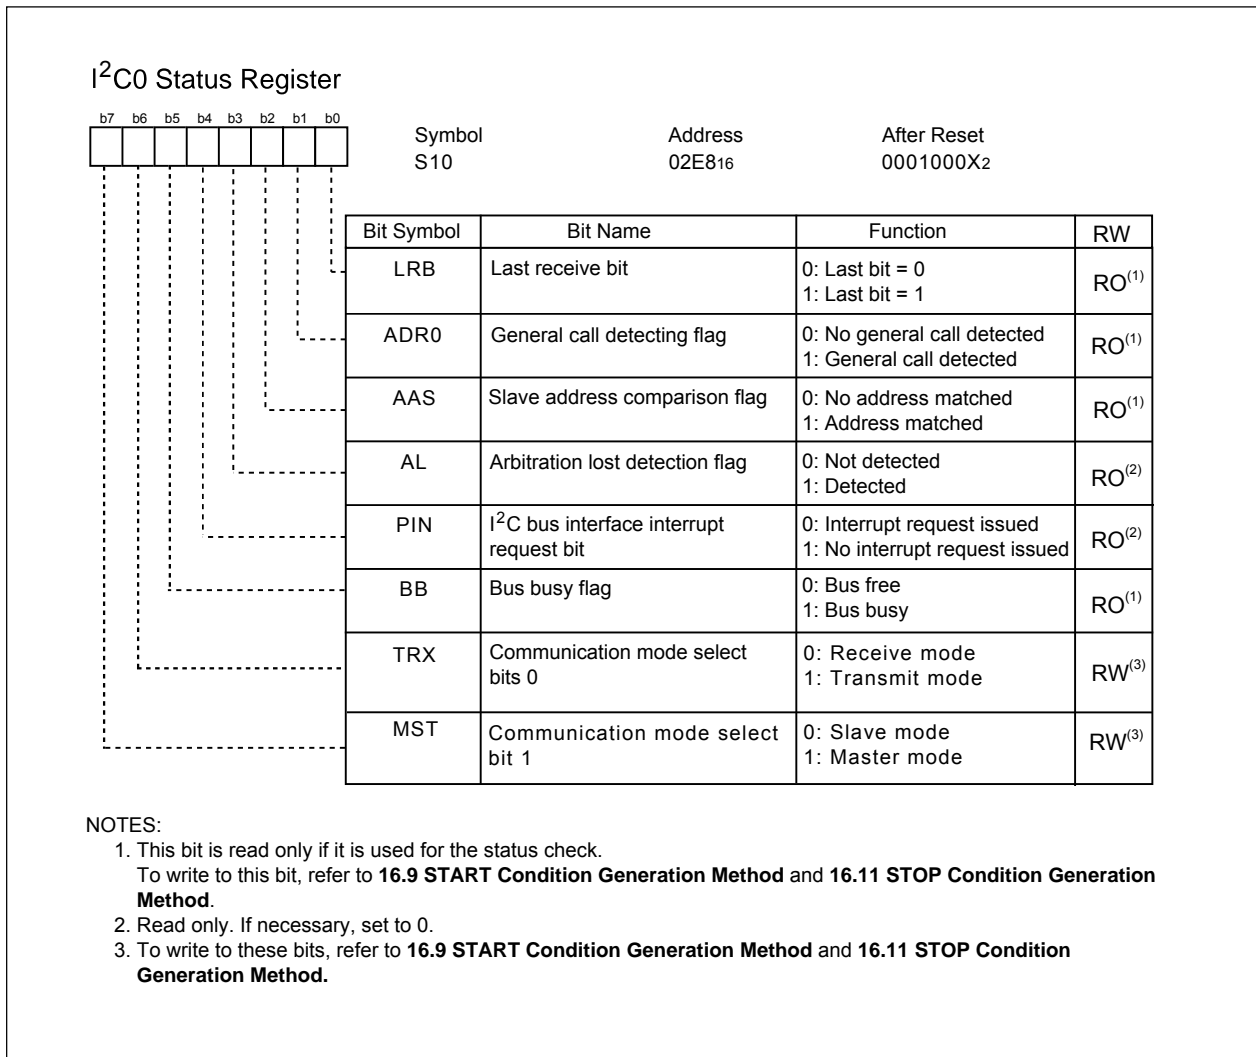 I2C0 Status Register
b7 b6 b5 b4 b3 b2 b1 b0
Symbol Address After Reset
S10 02E816 0001000X2
Bit Symbol Bit Name Function RW
LRB Last receive bit 0: Last bit = 0
1: Last bit = 1 RO(1)
ADR0 General call detecting flag 0: No general call detected
1: General call detected RO(1)
AAS Slave address comparison flag 0: No address matched
1: Address matched RO(1)
AL Arbitration lost detection flag 0: Not detected
1: Detected RO(2)
PIN I2C bus interface interrupt 0: Interrupt request issued
request bit 1: No interrupt request issued RO(2)
BB Bus busy flag 0: Bus free
1: Bus busy RO(1)
TRX Communication mode select 0: Receive mode
bits 0 1: Transmit mode RW(3)
MST Communication mode select 0: Slave mode
bit 1 1: Master mode RW(3)
NOTES:
1. This bit is read only if it is used for the status check.
To write to this bit, refer to 16.9 START Condition Generation Method and 16.11 STOP Condition Generation
Method.
2. Read only. If necessary, set to 0.
3. To write to these bits, refer to 16.9 START Condition Generation Method and 16.11 STOP Condition
Generation Method.